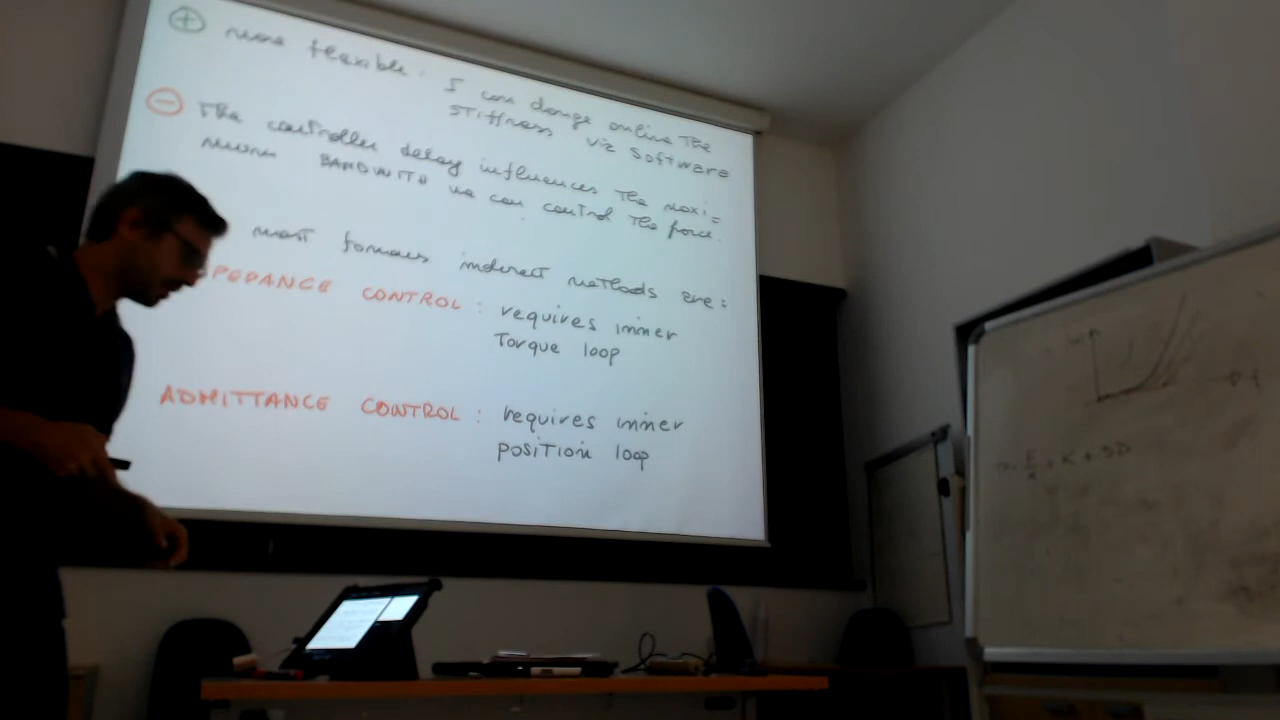 ⊕ more flexible: I can change online the
stiffness via software
⊖ The controller delay influences the maxi=
mum BANDWITH we can control the force.
most famous indirect methods are:
PEDANCE CONTROL: requires inner
Torque loop
ADMITTANCE CONTROL: requires inner
position loop
K + SD